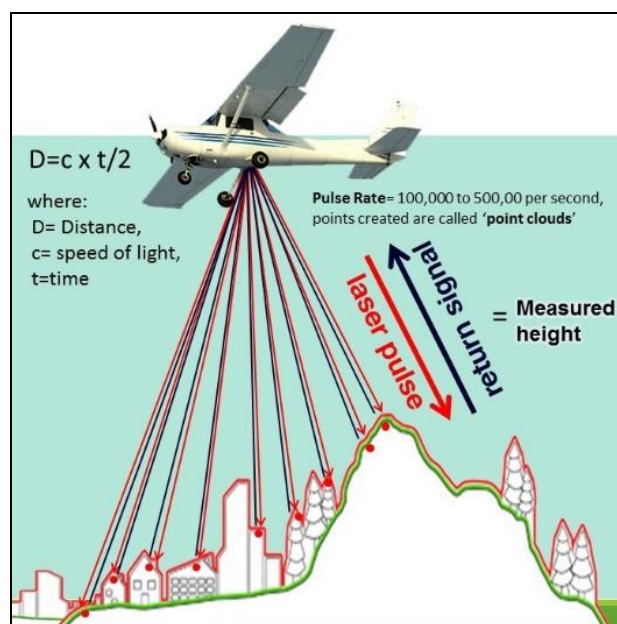 D=c x t/2
where:
D= Distance,
c= speed of light,
t=time
Pulse Rate= 100,000 to 500,00 per second,
points created are called ‘point clouds’
laser pulse
return signal
= Measured
height